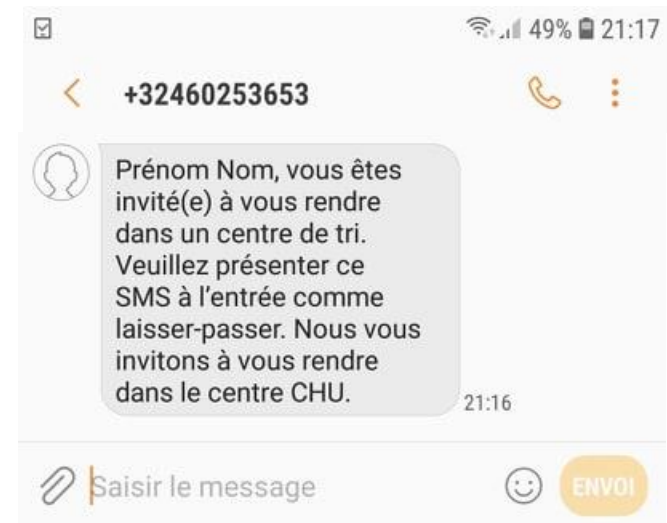 49% 21:17
+32460253653
Prénom Nom, vous êtes
invité(e) à vous rendre
dans un centre de tri.
Veuillez présenter ce
SMS à l'entrée comme
laisser-passer. Nous vous
invitons à vous rendre
dans le centre CHU.
21:16
Saisir le message
ENVOI